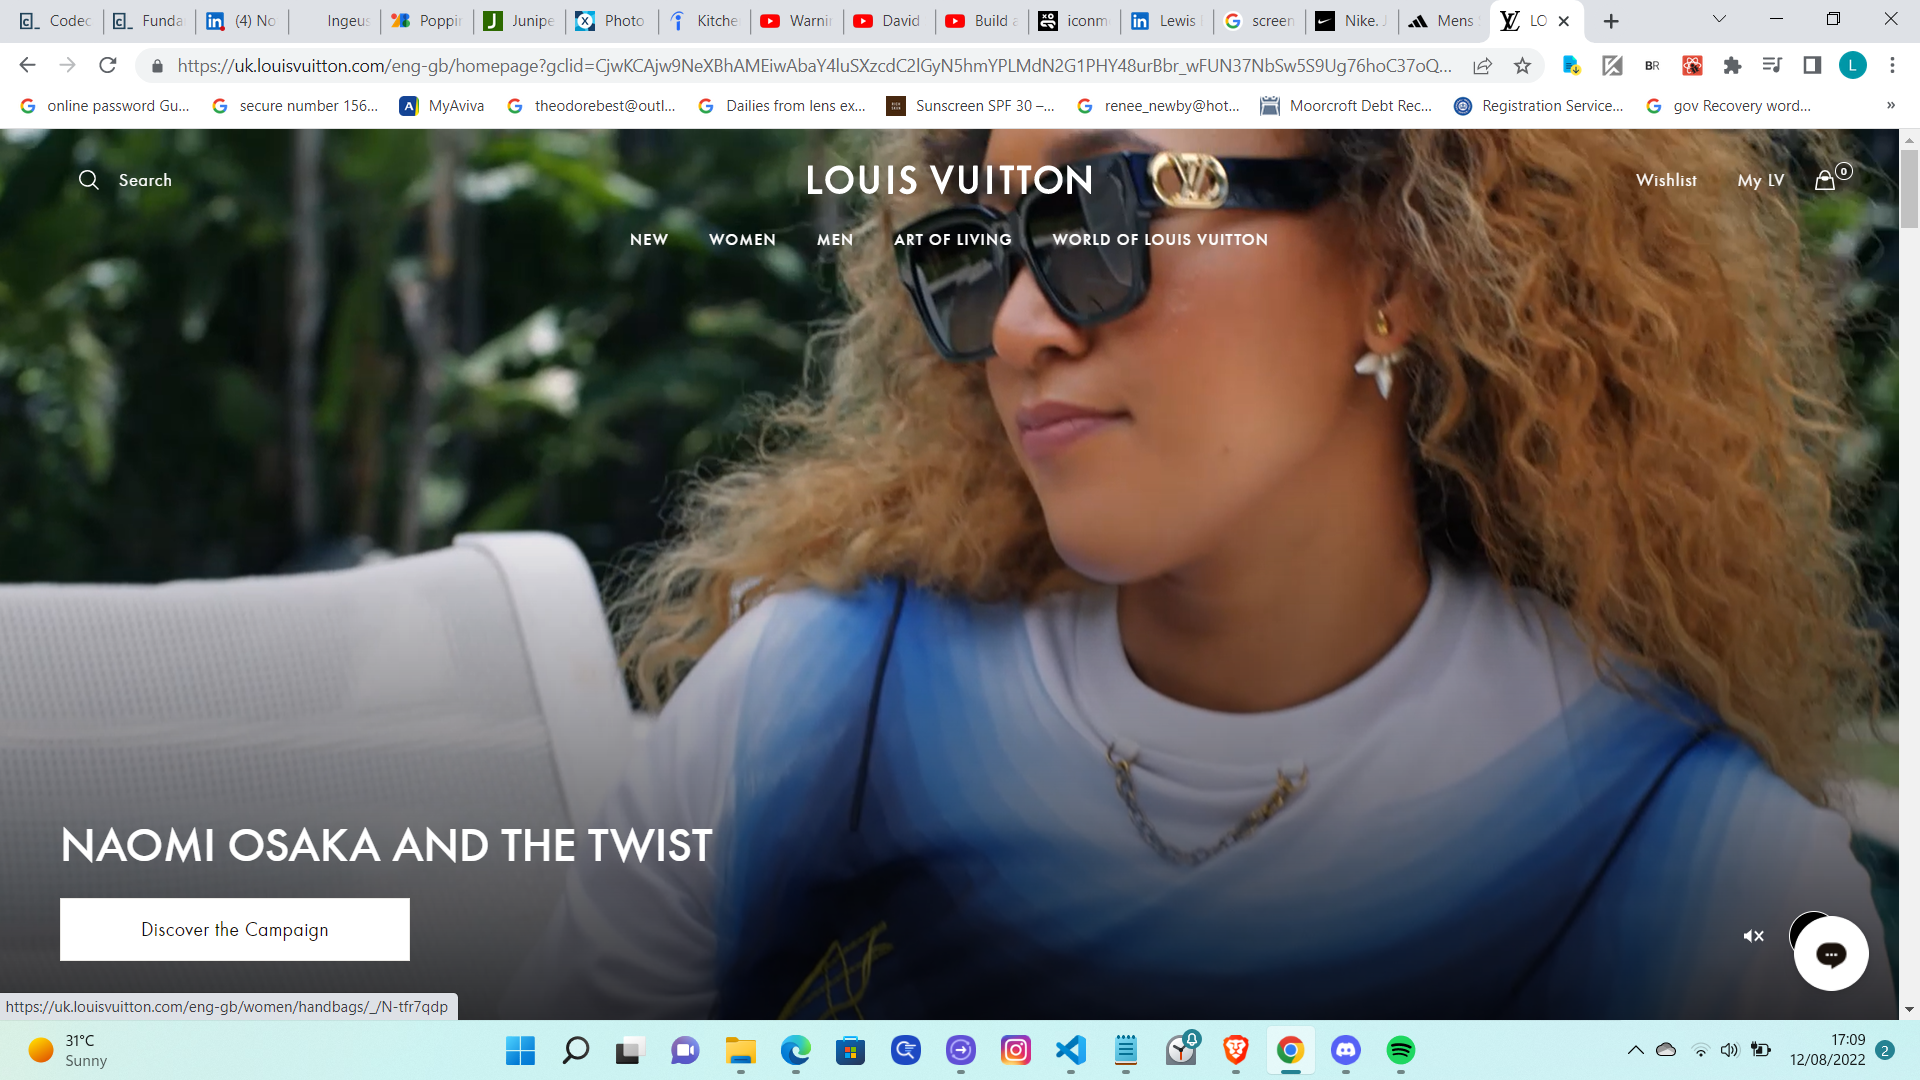 Codec
Funda
(4) No
Ingeus
Poppin
Junipe
Photo
Kitche
Warnin
David
Build a
iconm
Lewis
screen
Nike. J
Mens
LO
https://uk.louisvuitton.com/eng-gb/homepage?gclid=CjwKCAjw9NeXBhAMEiwAbaY4luSXzcdC2lGyN5hmYPLMdN2G1PHY48urBbr_wFUN37NbSw5S9Ug76hoC37oQ...
BR
L
online password Gu...
secure number 156...
MyAviva
theodorebest@outl...
Dailies from lens ex...
Sunscreen SPF 30 –...
renee_newby@hot...
Moorcroft Debt Rec...
Registration Service...
gov Recovery word...
»
Search
LOUIS VUITTON
Wishlist
My LV
0
NEW
WOMEN
MEN
ART OF LIVING
WORLD OF LOUIS VUITTON
NAOMI OSAKA AND THE TWIST
Discover the Campaign
https://uk.louisvuitton.com/eng-gb/women/handbags/_/N-tfr7qdp
31°C
Sunny
17:09
12/08/2022
2